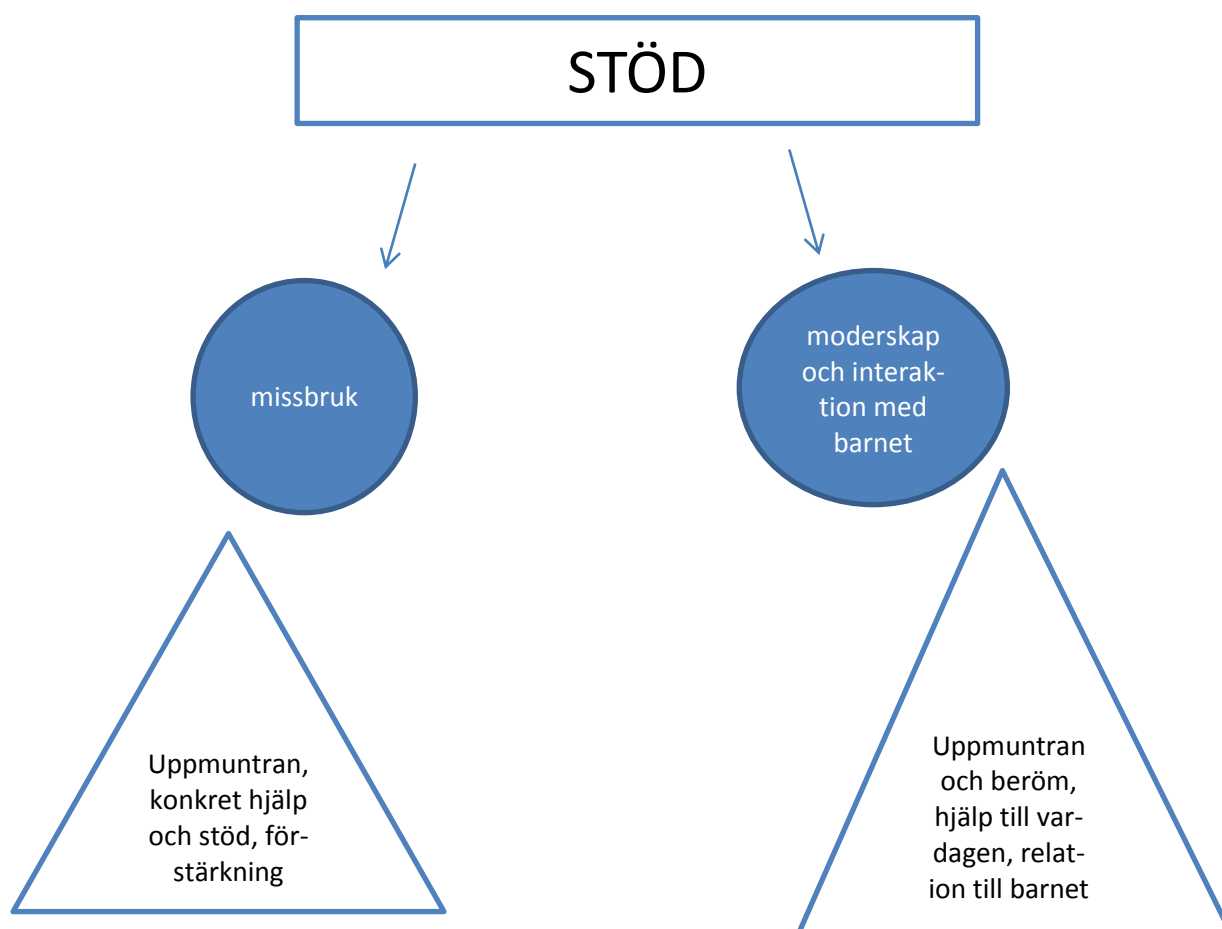 STÖD
missbruk
moderskap
och interak-
tion med
barnet
Uppmuntran,
konkret hjälp
och stöd, för-
stärkning
Uppmuntran
och beröm,
hjälp till var-
dagen, relat-
ion till barnet